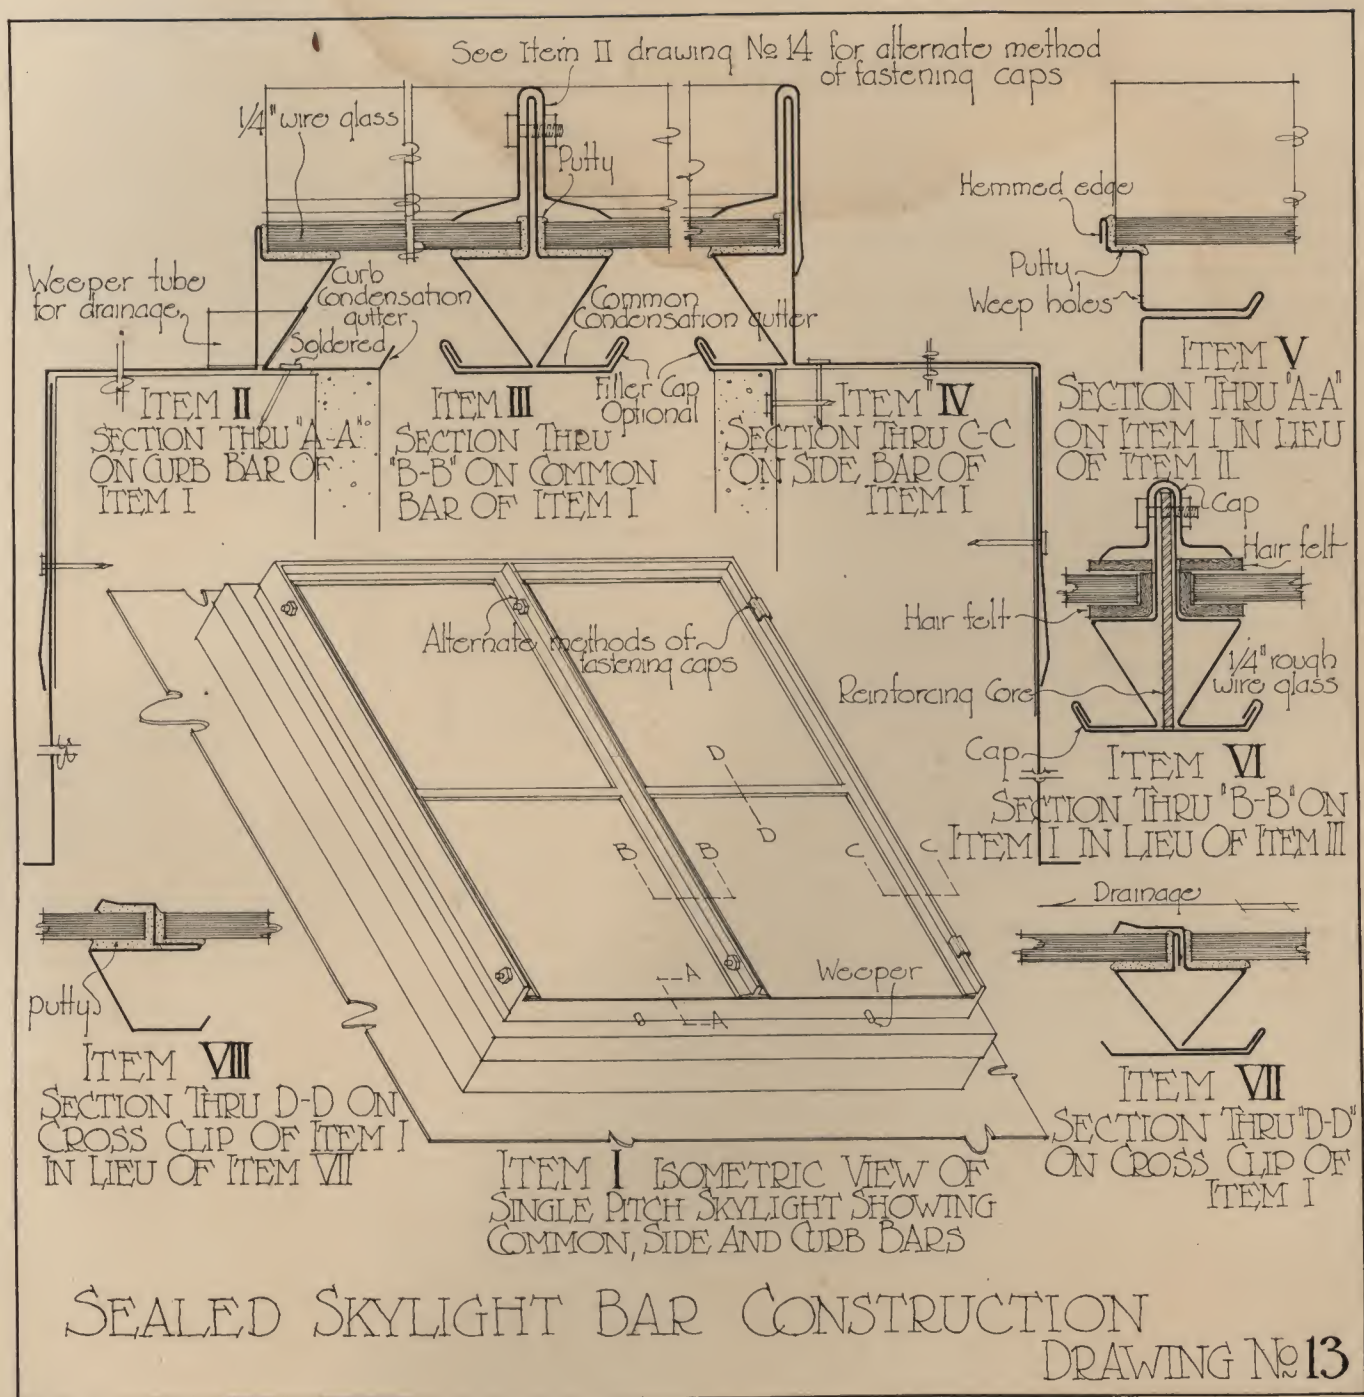 See Item II drawing No 14 for alternate method
of fastening caps
1/4" wire glass
Putty
Weeper tube
for drainage
Curb
Condensation
gutter
Soldered
Common
Condensation gutter
Filler Cap
Optional
Hemmed edge
Putty
Weep holes
ITEM II
SECTION THRU "A-A"
ON CURB BAR OF
ITEM I
ITEM III
SECTION THRU
"B-B" ON COMMON
BAR OF ITEM I
ITEM IV
SECTION THRU C-C
ON SIDE BAR OF
ITEM I
ITEM V
SECTION THRU "A-A"
ON ITEM I IN LIEU
OF ITEM II
Cap
Hair felt
Hair felt
1/4" rough
wire glass
Reinforcing Core
Cap
ITEM VI
SECTION THRU "B-B" ON
ITEM I IN LIEU OF ITEM III
Alternate methods of
fastening caps
D
D
B B
C C
A
A
Weeper
Drainage
putty
ITEM VIII
SECTION THRU D-D ON
CROSS CLIP OF ITEM I
IN LIEU OF ITEM VII
ITEM VII
SECTION THRU "D-D"
ON CROSS CLIP OF
ITEM I
ITEM I ISOMETRIC VIEW OF
SINGLE PITCH SKYLIGHT SHOWING
COMMON, SIDE AND CURB BARS
SEALED SKYLIGHT BAR CONSTRUCTION
DRAWING No 13